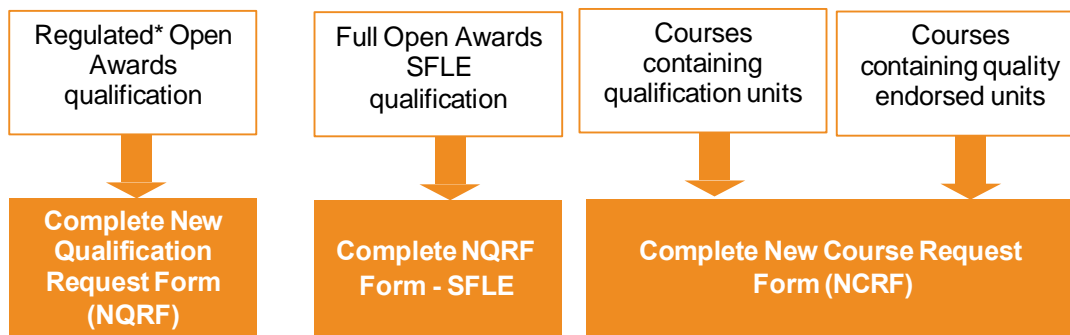 Regulated* Open
Awards
qualification
Full Open Awards
SFLE
qualification
Courses
containing
qualification units
Courses
containing quality
endorsed units
Complete New
Qualification
Request Form
(NQRF)
Complete NQRF
Form - SFLE
Complete New Course Request
Form (NCRF)